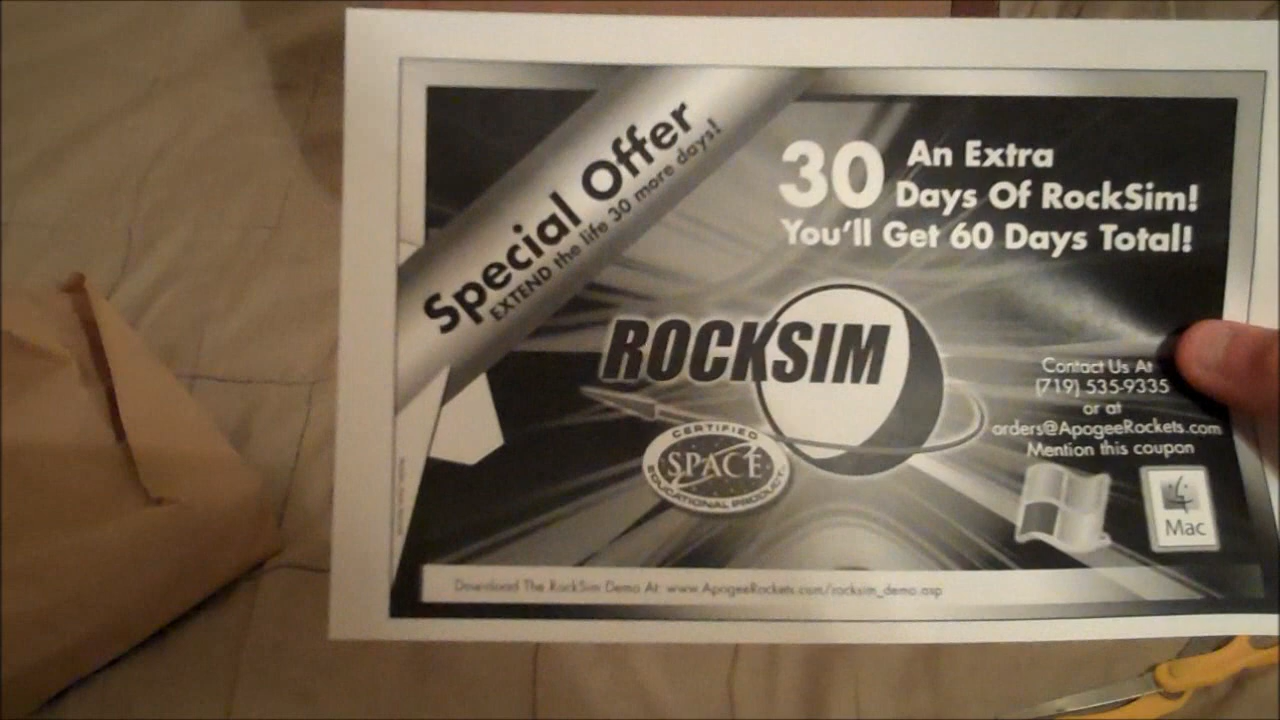 Special Offer
EXTEND the life 30 more days!
30 An Extra
Days Of RockSim!
You'll Get 60 Days Total!
ROCKSIM
CERTIFIED
SPACE
EDUCATIONAL PRODUCT
Contact Us At
(719) 535-9335
or at
orders@ApogeeRockets.com
Mention this coupon
Mac
Download The RockSim Demo At: www.ApogeeRockets.com/rocksim_demo.asp